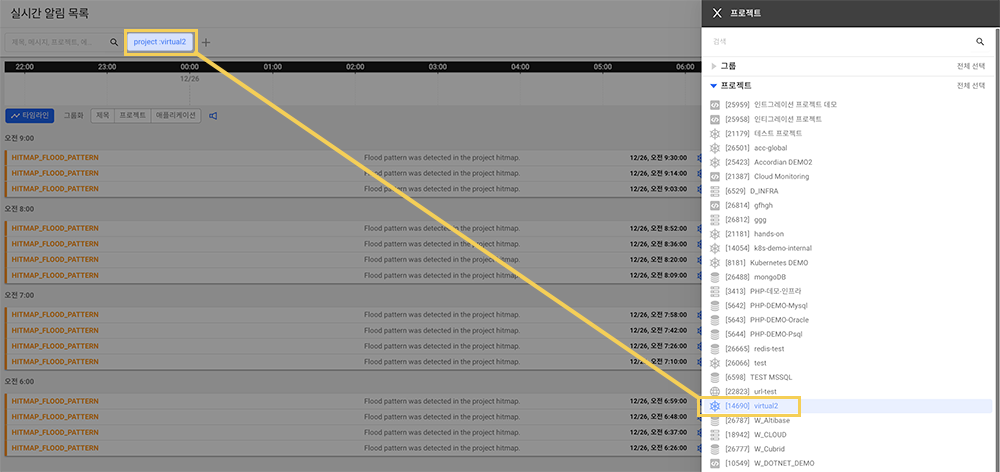 실시간 알림 목록
제목, 메시지, 프로젝트, 애...
project :virtual2
22:00 23:00 00:00 01:00 02:00 03:00 04:00 05:00 06:00
12/26
타임라인 그룹화 제목 프로젝트 애플리케이션
오전 9:00
HITMAP_FLOOD_PATTERN Flood pattern was detected in the project hitmap. 12/26, 오전 9:30:00
HITMAP_FLOOD_PATTERN Flood pattern was detected in the project hitmap. 12/26, 오전 9:14:00
HITMAP_FLOOD_PATTERN Flood pattern was detected in the project hitmap. 12/26, 오전 9:03:00
오전 8:00
HITMAP_FLOOD_PATTERN Flood pattern was detected in the project hitmap. 12/26, 오전 8:52:00
HITMAP_FLOOD_PATTERN Flood pattern was detected in the project hitmap. 12/26, 오전 8:36:00
HITMAP_FLOOD_PATTERN Flood pattern was detected in the project hitmap. 12/26, 오전 8:20:00
HITMAP_FLOOD_PATTERN Flood pattern was detected in the project hitmap. 12/26, 오전 8:09:00
오전 7:00
HITMAP_FLOOD_PATTERN Flood pattern was detected in the project hitmap. 12/26, 오전 7:58:00
HITMAP_FLOOD_PATTERN Flood pattern was detected in the project hitmap. 12/26, 오전 7:42:00
HITMAP_FLOOD_PATTERN Flood pattern was detected in the project hitmap. 12/26, 오전 7:26:00
HITMAP_FLOOD_PATTERN Flood pattern was detected in the project hitmap. 12/26, 오전 7:10:00
오전 6:00
HITMAP_FLOOD_PATTERN Flood pattern was detected in the project hitmap. 12/26, 오전 6:59:00
HITMAP_FLOOD_PATTERN Flood pattern was detected in the project hitmap. 12/26, 오전 6:48:00
HITMAP_FLOOD_PATTERN Flood pattern was detected in the project hitmap. 12/26, 오전 6:37:00
HITMAP_FLOOD_PATTERN Flood pattern was detected in the project hitmap. 12/26, 오전 6:26:00
프로젝트
검색
그룹 전체 선택
프로젝트 전체 선택
[25959] 인트그레이션 프로젝트 데모
[25958] 인티그레이션 프로젝트
[21179] 데스트 프로젝트
[26501] acc-global
[25423] Accordian DEMO2
[21387] Cloud Monitoring
[6529] D_INFRA
[26814] gfhgh
[26812] ggg
[21181] hands-on
[14054] k8s-demo-internal
[8181] Kubernetes DEMO
[26488] mongoDB
[3413] PHP-데모-인프라
[5642] PHP-DEMO-Mysql
[5643] PHP-DEMO-Oracle
[5644] PHP-DEMO-Psql
[26665] redis-test
[26066] test
[6598] TEST MSSQL
[22823] url-test
[14690] virtual2
[26787] W_Altibase
[18942] W_CLOUD
[26777] W_Cubrid
[10549] W_DOTNET_DEMO